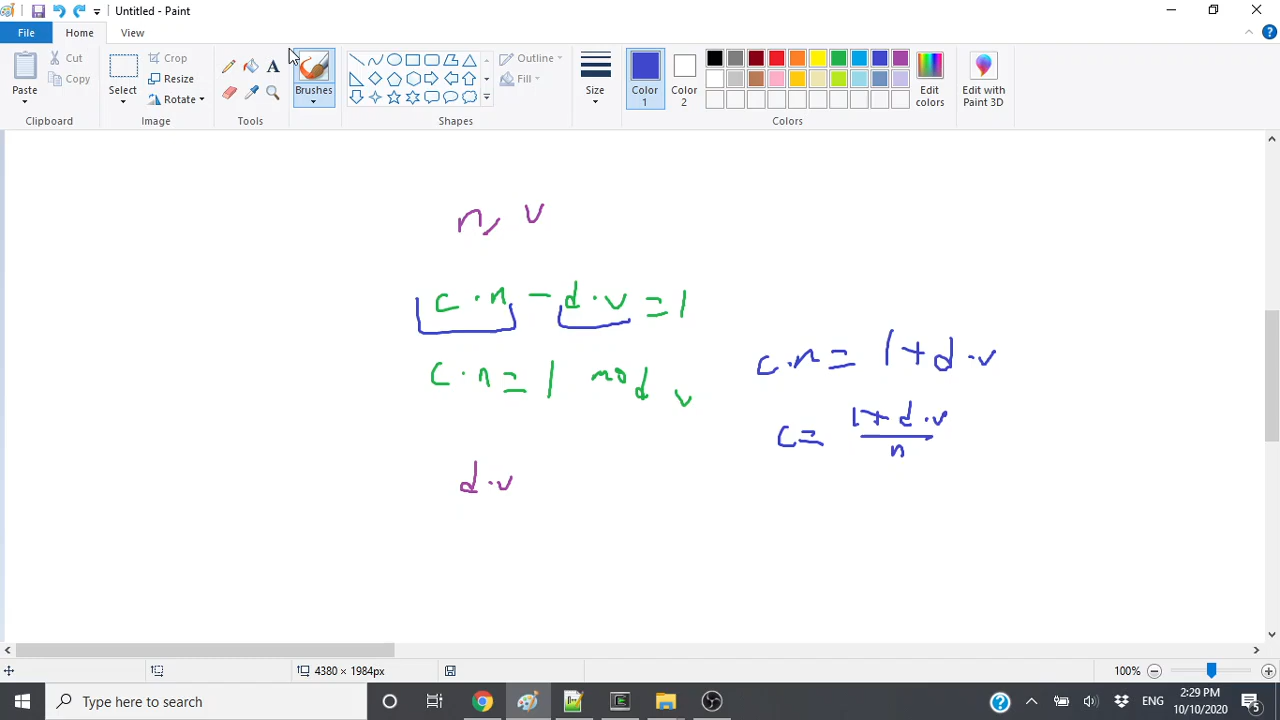 Untitled - Paint
File Home View
Paste
Cut
Copy
Clipboard
Select
Crop
Resize
Rotate
Image
A
Tools
Brushes
Outline
Fill
Shapes
Size
Color 1
Color 2
Edit colors
Colors
Edit with Paint 3D
n, v
c · n - d · v = 1
c · n = 1 mod v
c · n = 1 + d · v
c = 1 + d · v
n
d · v
4380 × 1984px
100%
Type here to search
ENG
2:29 PM
10/10/2020
5